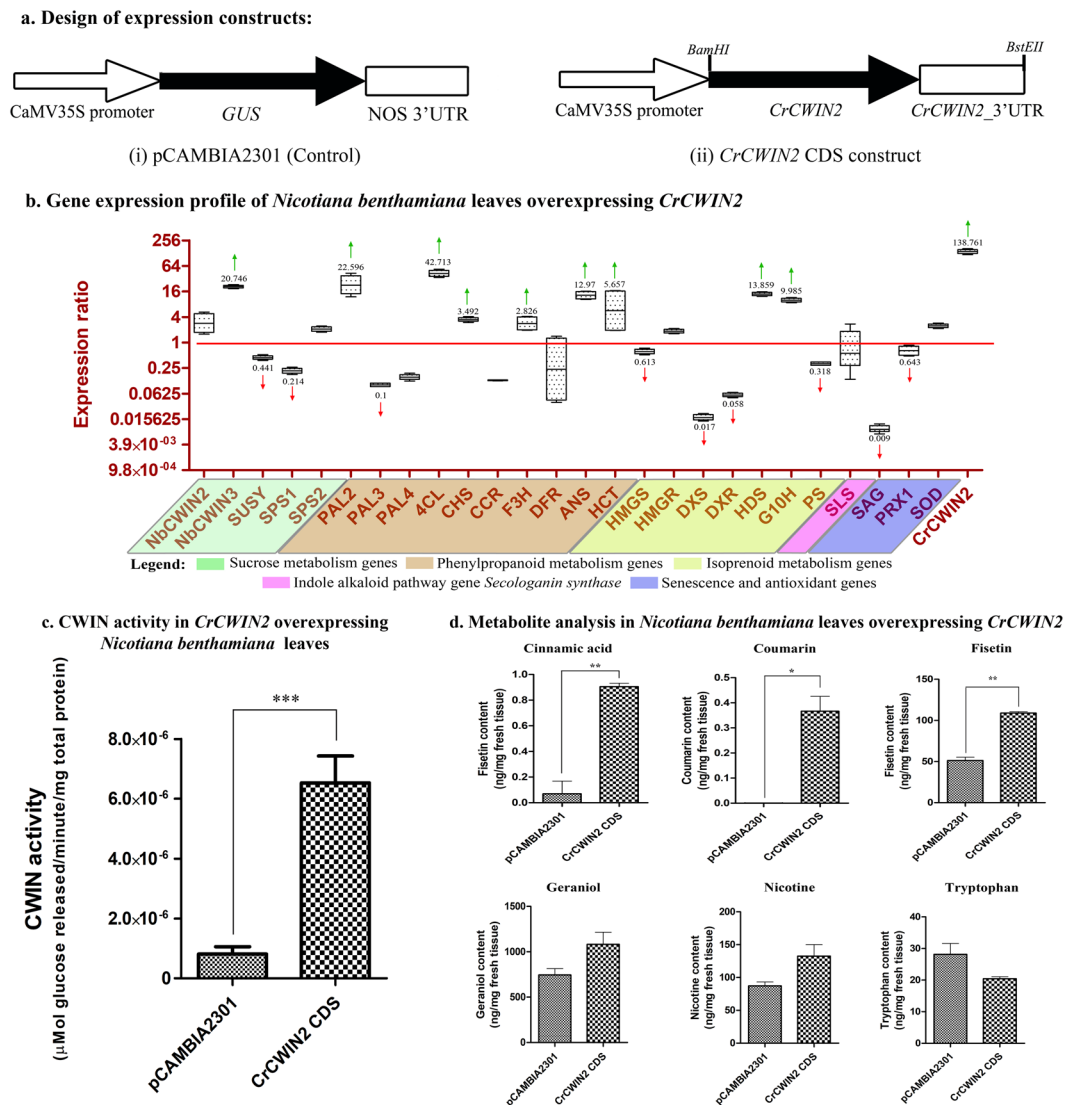 a. Design of expression constructs:
BamHI
BstEII
CaMV35S promoter
GUS
NOS 3'UTR
CaMV35S promoter
CrCWIN2
CrCWIN2_3'UTR
(i) pCAMBIA2301 (Control)
(ii) CrCWIN2 CDS construct
b. Gene expression profile of Nicotiana benthamiana leaves overexpressing CrCWIN2
Expression ratio
256
64
16
4
1
0.25
0.0625
0.015625
3.9×10⁻⁰³
9.8×10⁻⁰⁴
20.746
0.441
0.214
22.596
0.1
42.713
3.492
2.826
12.97
5.657
0.613
0.017
0.058
13.859
9.985
0.318
0.009
0.643
138.761
NbCWIN2
NbCWIN3
SUSY
SPS1
SPS2
PAL2
PAL3
PAL4
4CL
CHS
CCR
F3H
DFR
ANS
HCT
HMGS
HMGR
DXS
DXR
HDS
G10H
PS
SLS
SAG
PRX1
SOD
CrCWIN2
Legend:
Sucrose metabolism genes
Phenylpropanoid metabolism genes
Isoprenoid metabolism genes
Indole alkaloid pathway gene Secologanin synthase
Senescence and antioxidant genes
c. CWIN activity in CrCWIN2 overexpressing
Nicotiana benthamiana leaves
CWIN activity
(µMol glucose released/minute/mg total protein)
***
8.0×10⁻⁶
6.0×10⁻⁶
4.0×10⁻⁶
2.0×10⁻⁶
0.0
pCAMBIA2301
CrCWIN2 CDS
d. Metabolite analysis in Nicotiana benthamiana leaves overexpressing CrCWIN2
Cinnamic acid
Fisetin content
(ng/mg fresh tissue)
**
1.0
0.8
0.6
0.4
0.2
0.0
pCAMBIA2301
CrCWIN2 CDS
Coumarin
Coumarin content
(ng/mg fresh tissue)
*
0.5
0.4
0.3
0.2
0.1
0.0
pCAMBIA2301
CrCWIN2 CDS
Fisetin
Fisetin content
(ng/mg fresh tissue)
**
150
100
50
0
pCAMBIA2301
CrCWIN2 CDS
Geraniol
Geraniol content
(ng/mg fresh tissue)
1500
1000
500
0
pCAMBIA2301
CrCWIN2 CDS
Nicotine
Nicotine content
(ng/mg fresh tissue)
200
150
100
50
0
pCAMBIA2301
CrCWIN2 CDS
Tryptophan
Tryptophan content
(ng/mg fresh tissue)
40
30
20
10
0
pCAMBIA2301
CrCWIN2 CDS